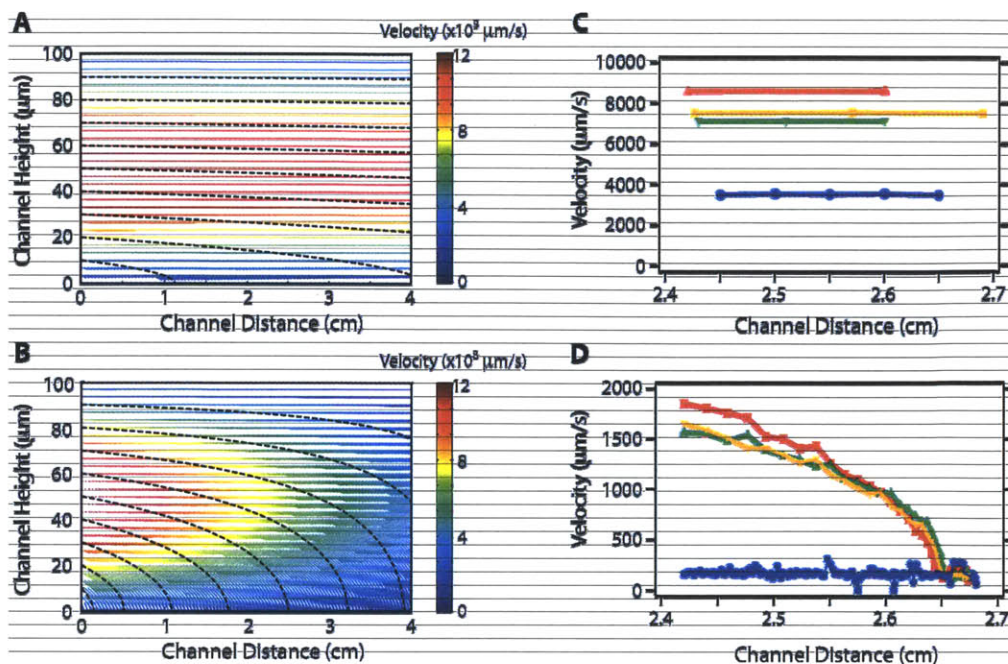 A
Velocity (x10³ µm/s)
Channel Height (µm)
100
80
60
40
20
0
0 1 2 3 4
Channel Distance (cm)
12
8
4
0
C
Velocity (µm/s)
10000
8000
6000
4000
2000
0
2.4 2.5 2.6 2.7
Channel Distance (cm)
B
Velocity (x10³ µm/s)
Channel Height (µm)
100
80
60
40
20
0
0 1 2 3 4
Channel Distance (cm)
12
8
4
0
D
Velocity (µm/s)
2000
1500
1000
500
0
2.4 2.6 2.7
Channel Distance (cm)